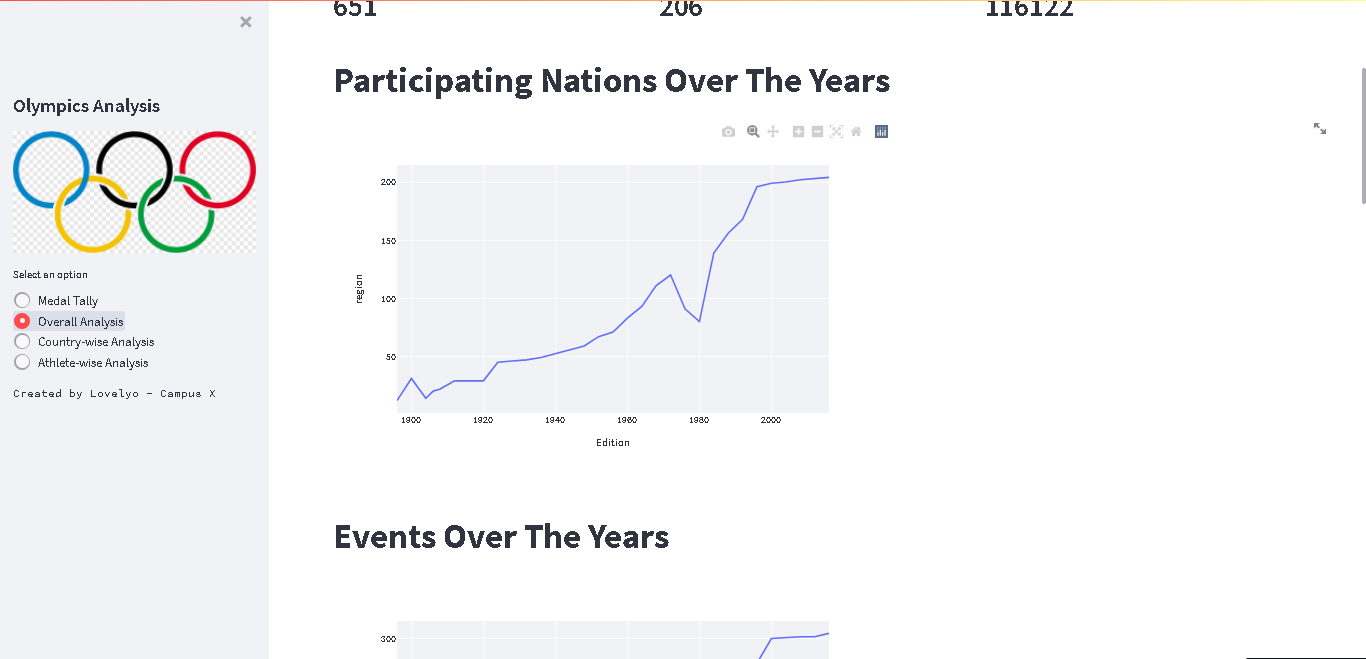 651 206 116122
Participating Nations Over The Years
Olympics Analysis
200
150
100
50
region
1900 1920 1940 1960 1980 2000
Edition
Select an option
Medal Tally
Overall Analysis
Country-wise Analysis
Athlete-wise Analysis
Created by Lovelyo - Campus X
Events Over The Years
300